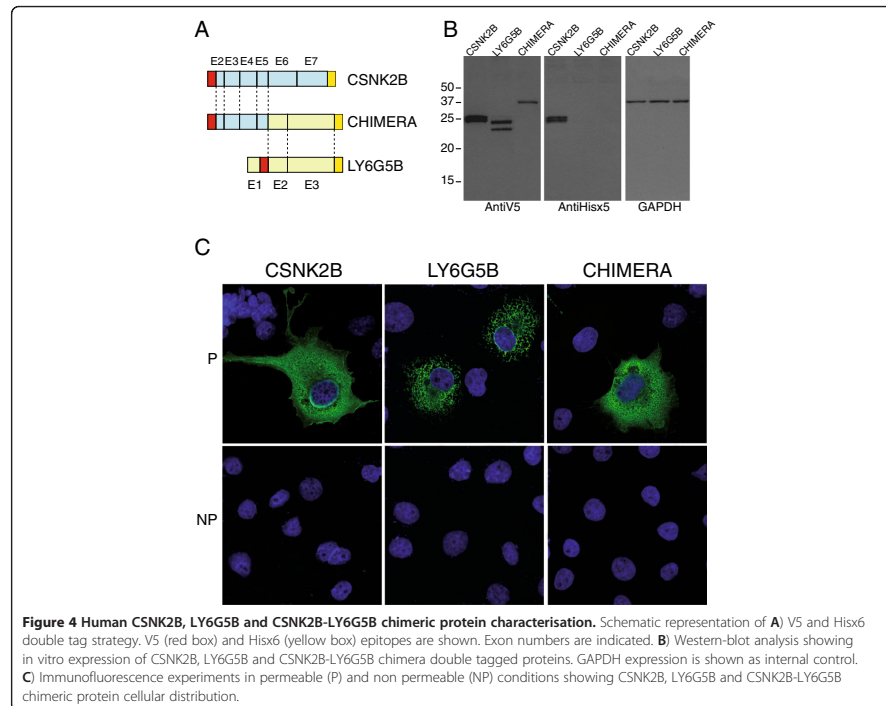 A
E2 E3 E4 E5 E6 E7
CSNK2B
CHIMERA
LY6G5B
E1 E2 E3
B
CSNK2B LY6G5B CHIMERA CSNK2B LY6G5B CHIMERA CSNK2B LY6G5B CHIMERA
50
37
25
20
15
AntiV5 AntiHisx5 GAPDH
C
CSNK2B LY6G5B CHIMERA
P
NP
Figure 4 Human CSNK2B, LY6G5B and CSNK2B-LY6G5B chimeric protein characterisation. Schematic representation of A) V5 and Hisx6
double tag strategy. V5 (red box) and Hisx6 (yellow box) epitopes are shown. Exon numbers are indicated. B) Western-blot analysis showing
in vitro expression of CSNK2B, LY6G5B and CSNK2B-LY6G5B chimera double tagged proteins. GAPDH expression is shown as internal control.
C) Immunofluorescence experiments in permeable (P) and non permeable (NP) conditions showing CSNK2B, LY6G5B and CSNK2B-LY6G5B
chimeric protein cellular distribution.